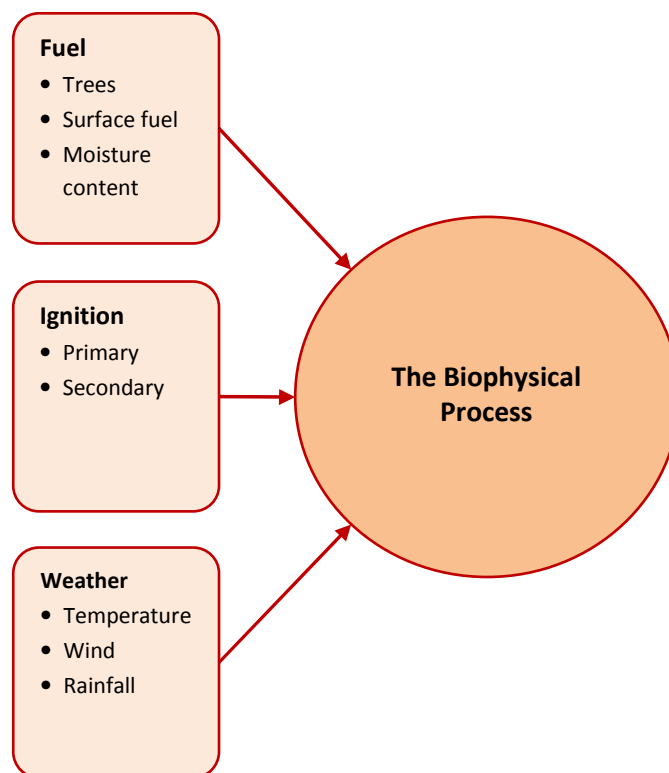 Fuel
• Trees
• Surface fuel
• Moisture
content
Ignition
• Primary
• Secondary
Weather
• Temperature
• Wind
• Rainfall
The Biophysical
Process